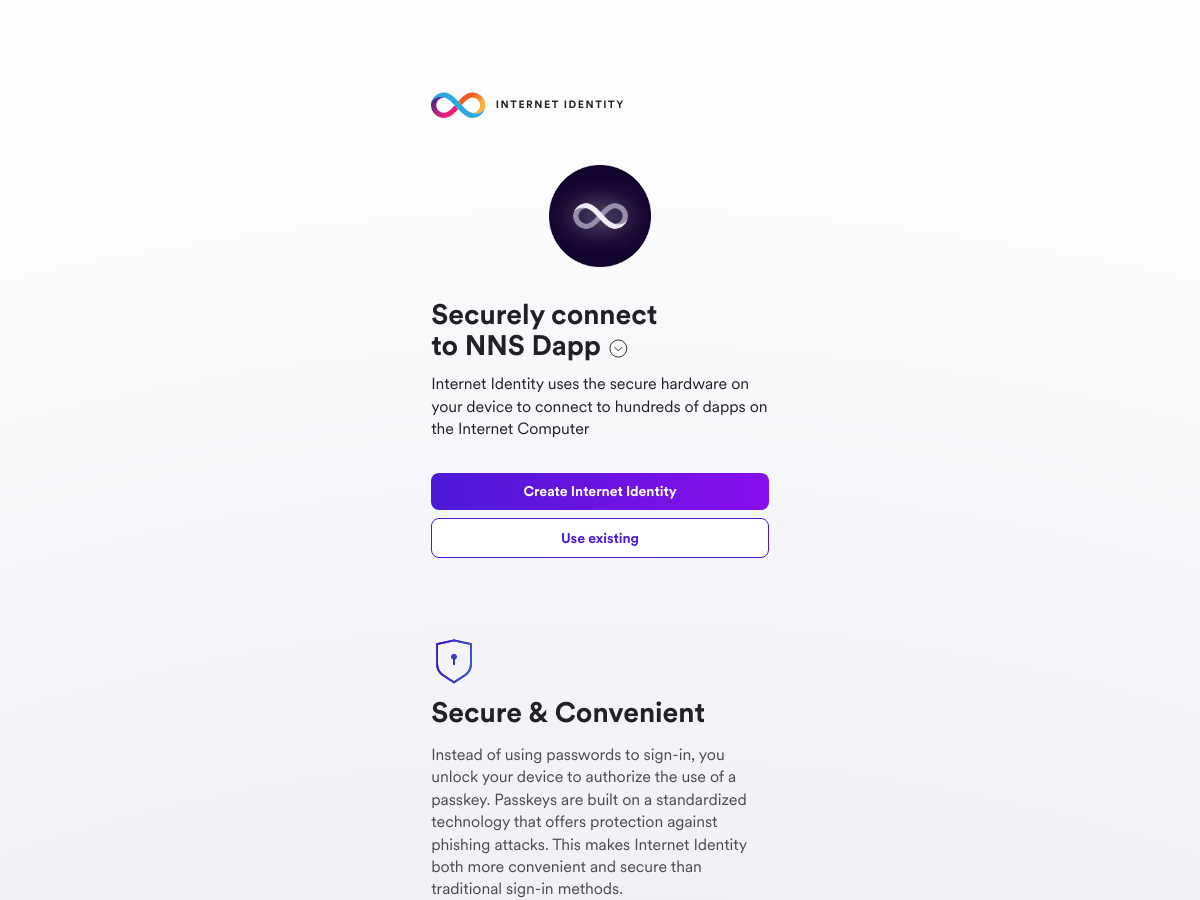 INTERNET IDENTITY
Securely connect
to NNS Dapp
Internet Identity uses the secure hardware on
your device to connect to hundreds of dapps on
the Internet Computer
Create Internet Identity
Use existing
Secure & Convenient
Instead of using passwords to sign-in, you
unlock your device to authorize the use of a
passkey. Passkeys are built on a standardized
technology that offers protection against
phishing attacks. This makes Internet Identity
both more convenient and secure than
traditional sign-in methods.